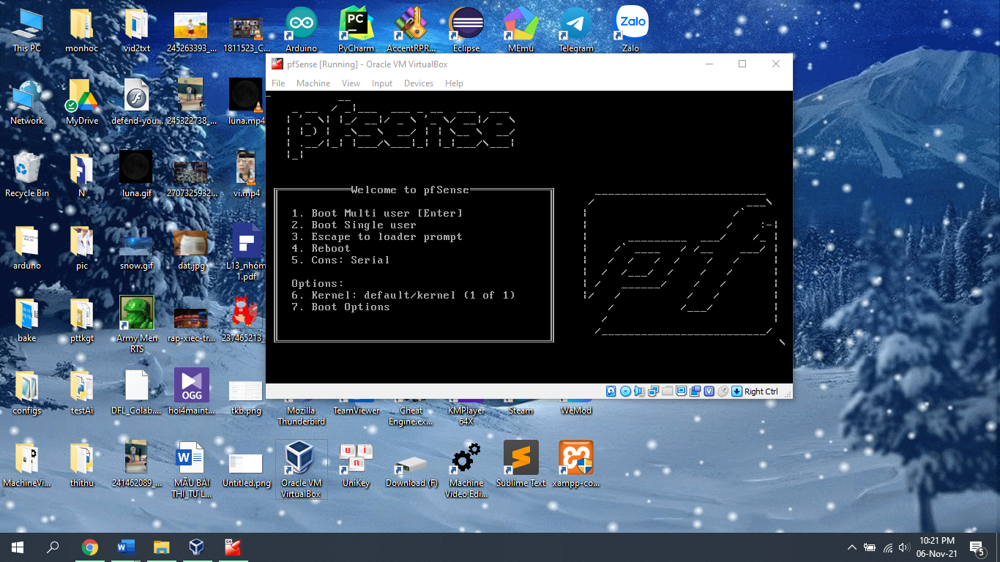 This PC
monhoc
vid2txt
245263393_...
1811523_C...
Arduino
PC
PyCharm
AccentRPR...
Eclipse
MEmu
Telegram
Zalo
Zalo
pfSense [Running] - Oracle VM VirtualBox
File Machine View Input Devices Help
Network
MyDrive
defend-you...
245322738_...
luna.mp4
pfSense
Recycle Bin
N
luna.gif
2707325932...
vi.mp4
Welcome to pfSense
1. Boot Multi user [Enter]
2. Boot Single user
3. Escape to loader prompt
4. Reboot
5. Cons: Serial
Options:
6. Kernel: default/kernel (1 of 1)
7. Boot Options
pf
arduino
pic
snow.gif
dat.jpg
L13_nhóm
1.pdf
bake
pttkgt
Army Men
RTS
rap-xiec-tr...
237465213_...
Right Ctrl
configs
testAi
DFL_Colab....
OGG
hoi4maint...
tkb.png
Mozilla
Thunderbird
TeamViewer
Cheat
Engine.ex...
KMPlayer
64X
Steam
WeMod
MachineVi...
thithu
241462089_...
MẪU BÀI
THI_TỰ L...
Untitled.png
Oracle VM
VirtualBox
u i n
UniKey
Download (F)
Machine
Video Edi...
Sublime Text
xampp-co...
10:21 PM
06-Nov-21
5